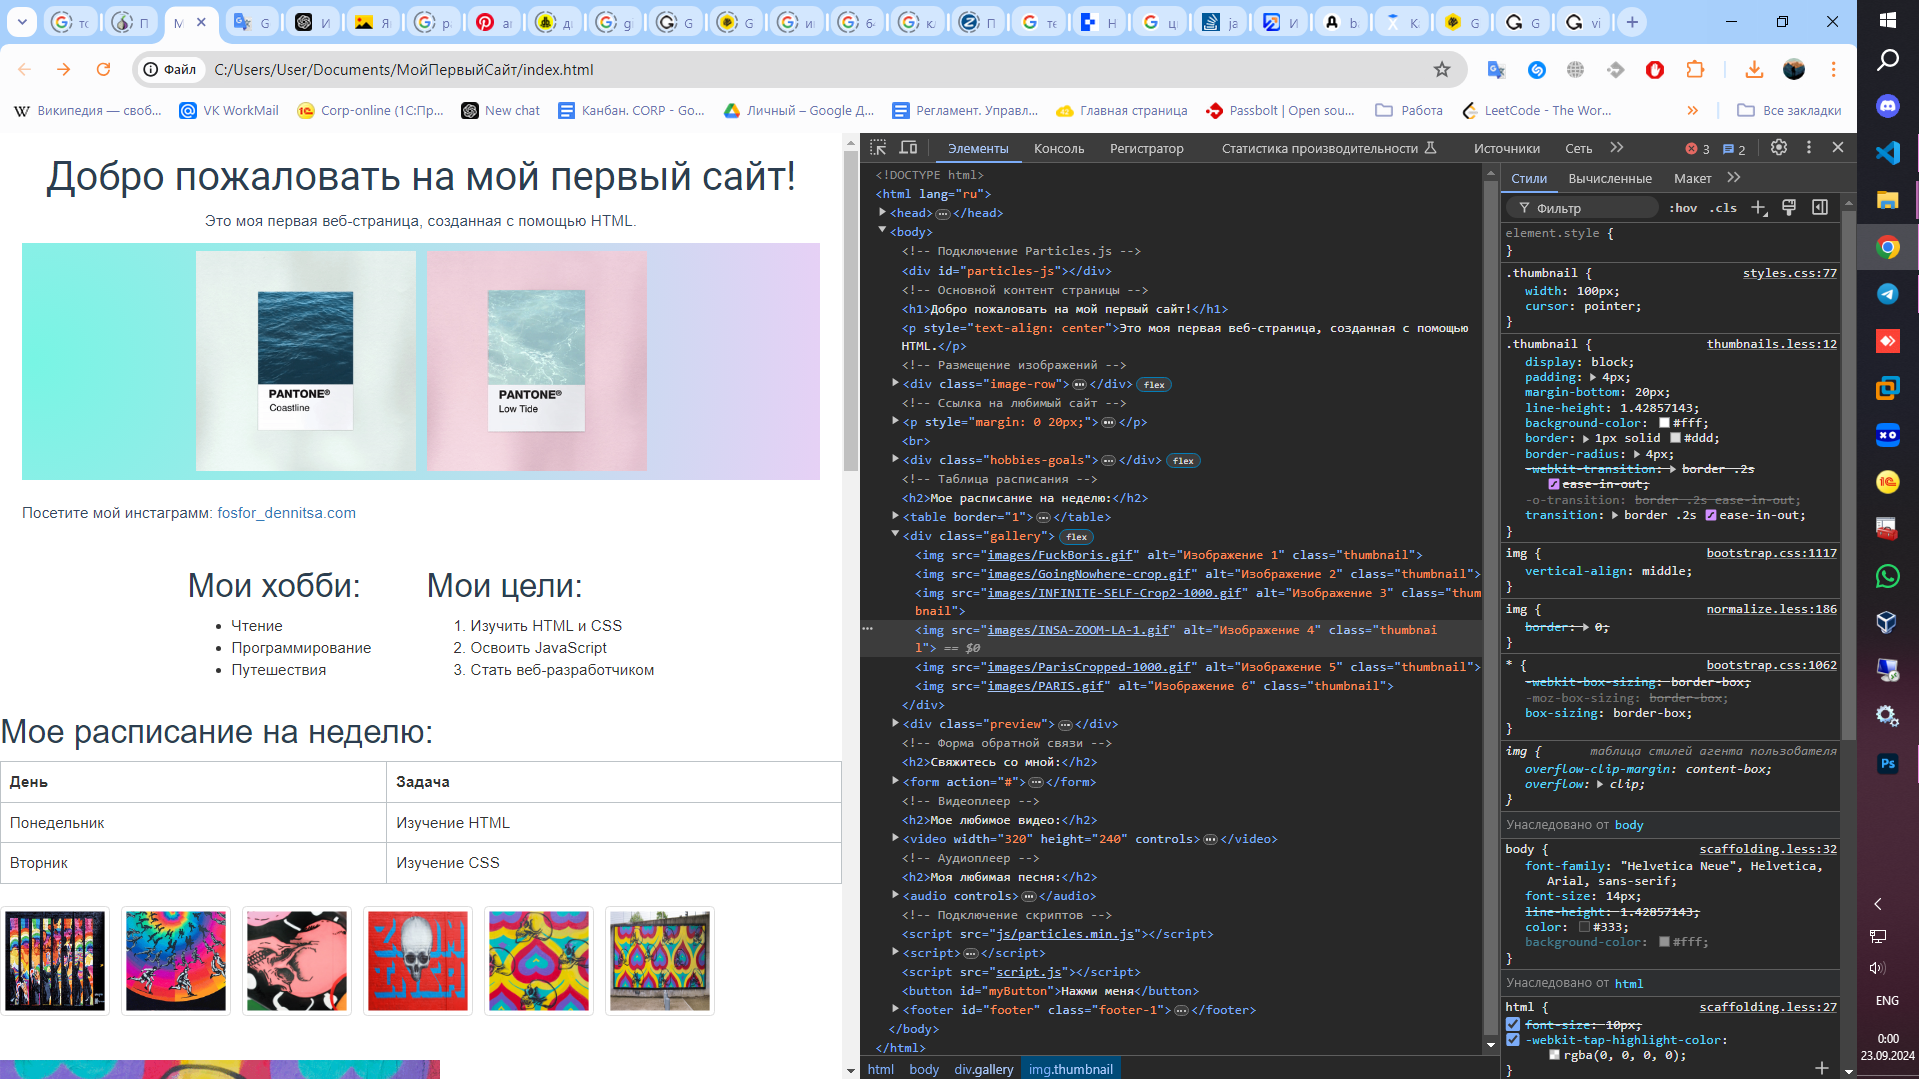 Файл
C:/Users/User/Documents/МойПервыйСайт/index.html
Википедия — своб...
VK WorkMail
Corp-online (1С:Пр...
New chat
Канбан. CORP - Go...
Личный – Google Д...
Регламент. Управл...
Главная страница
Passbolt | Open sou...
Работа
LeetCode - The Wor...
Все закладки
Добро пожаловать на мой первый сайт!
Это моя первая веб-страница, созданная с помощью HTML.
PANTONE®
Coastline
PANTONE®
Low Tide
Посетите мой инстаграмм: fosfor_dennitsa.com
Мои хобби:
• Чтение
• Программирование
• Путешествия
Мои цели:
1. Изучить HTML и CSS
2. Освоить JavaScript
3. Стать веб-разработчиком
Мое расписание на неделю:
День Задача
Понедельник Изучение HTML
Вторник Изучение CSS
Элементы Консоль Регистратор Статистика производительности Источники Сеть 3 2
<!DOCTYPE html>
<html lang="ru">
<head>…</head>
<body>
<!-- Подключение Particles.js -->
<div id="particles-js"></div>
<!-- Основной контент страницы -->
<h1>Добро пожаловать на мой первый сайт!</h1>
<p style="text-align: center">Это моя первая веб-страница, созданная с помощью
HTML.</p>
<!-- Размещение изображений -->
<div class="image-row">…</div> flex
<!-- Ссылка на любимый сайт -->
<p style="margin: 0 20px;">…</p>
<br>
<div class="hobbies-goals">…</div> flex
<!-- Таблица расписания -->
<h2>Мое расписание на неделю:</h2>
<table border="1">…</table>
<div class="gallery"> flex
<img src="images/FuckBoris.gif" alt="Изображение 1" class="thumbnail">
<img src="images/GoingNowhere-crop.gif" alt="Изображение 2" class="thumbnail">
<img src="images/INFINITE-SELF-Crop2-1000.gif" alt="Изображение 3" class="thum
bnail">
<img src="images/INSA-ZOOM-LA-1.gif" alt="Изображение 4" class="thumbnai
l"> == $0
<img src="images/ParisCropped-1000.gif" alt="Изображение 5" class="thumbnail">
<img src="images/PARIS.gif" alt="Изображение 6" class="thumbnail">
</div>
<div class="preview">…</div>
<!-- Форма обратной связи -->
<h2>Свяжитесь со мной:</h2>
<form action="#">…</form>
<!-- Видеоплеер -->
<h2>Мое любимое видео:</h2>
<video width="320" height="240" controls>…</video>
<!-- Аудиоплеер -->
<h2>Моя любимая песня:</h2>
<audio controls>…</audio>
<!-- Подключение скриптов -->
<script src="js/particles.min.js"></script>
<script>…</script>
<script src="script.js"></script>
<button id="myButton">Нажми меня</button>
<footer id="footer" class="footer-1">…</footer>
</body>
</html>
html body div.gallery img.thumbnail
Стили Вычисленные Макет
Фильтр :hov .cls
element.style {
}
.thumbnail { styles.css:77
width: 100px;
cursor: pointer;
}
.thumbnail { thumbnails.less:12
display: block;
padding: 4px;
margin-bottom: 20px;
line-height: 1.42857143;
background-color: #fff;
border: 1px solid #ddd;
border-radius: 4px;
-webkit-transition: border .2s
ease-in-out;
-o-transition: border .2s ease-in-out;
transition: border .2s ease-in-out;
}
img { bootstrap.css:1117
vertical-align: middle;
}
img { normalize.less:186
border: 0;
}
* { bootstrap.css:1062
-webkit-box-sizing: border-box;
-moz-box-sizing: border-box;
box-sizing: border-box;
}
img { таблица стилей агента пользователя
overflow-clip-margin: content-box;
overflow: clip;
}
Унаследовано от body
body { scaffolding.less:32
font-family: "Helvetica Neue", Helvetica,
Arial, sans-serif;
font-size: 14px;
line-height: 1.42857143;
color: #333;
background-color: #fff;
}
Унаследовано от html
html { scaffolding.less:27
font-size: 10px;
-webkit-tap-highlight-color:
rgba(0, 0, 0, 0);
}
Ps
ENG
0:00
23.09.2024